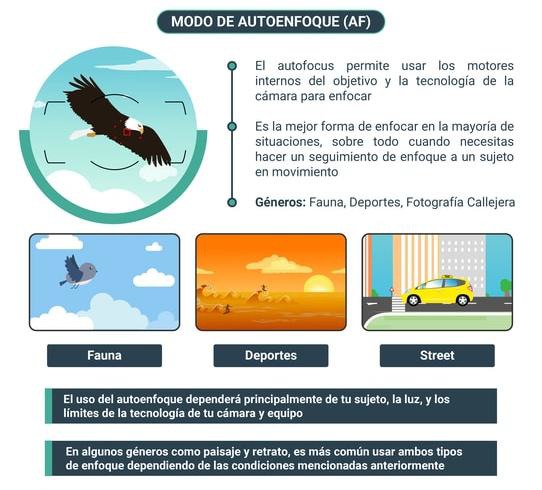 MODO DE AUTOENFOQUE (AF)
El autofocus permite usar los motores
internos del objetivo y la tecnología de la
cámara para enfocar
Es la mejor forma de enfocar en la mayoría de
situaciones, sobre todo cuando necesitas
hacer un seguimiento de enfoque a un sujeto
en movimiento
Géneros: Fauna, Deportes, Fotografía Callejera
Fauna
Deportes
Street
El uso del autoenfoque dependerá principalmente de tu sujeto, la luz, y los
límites de la tecnología de tu cámara y equipo
En algunos géneros como paisaje y retrato, es más común usar ambos tipos
de enfoque dependiendo de las condiciones mencionadas anteriormente